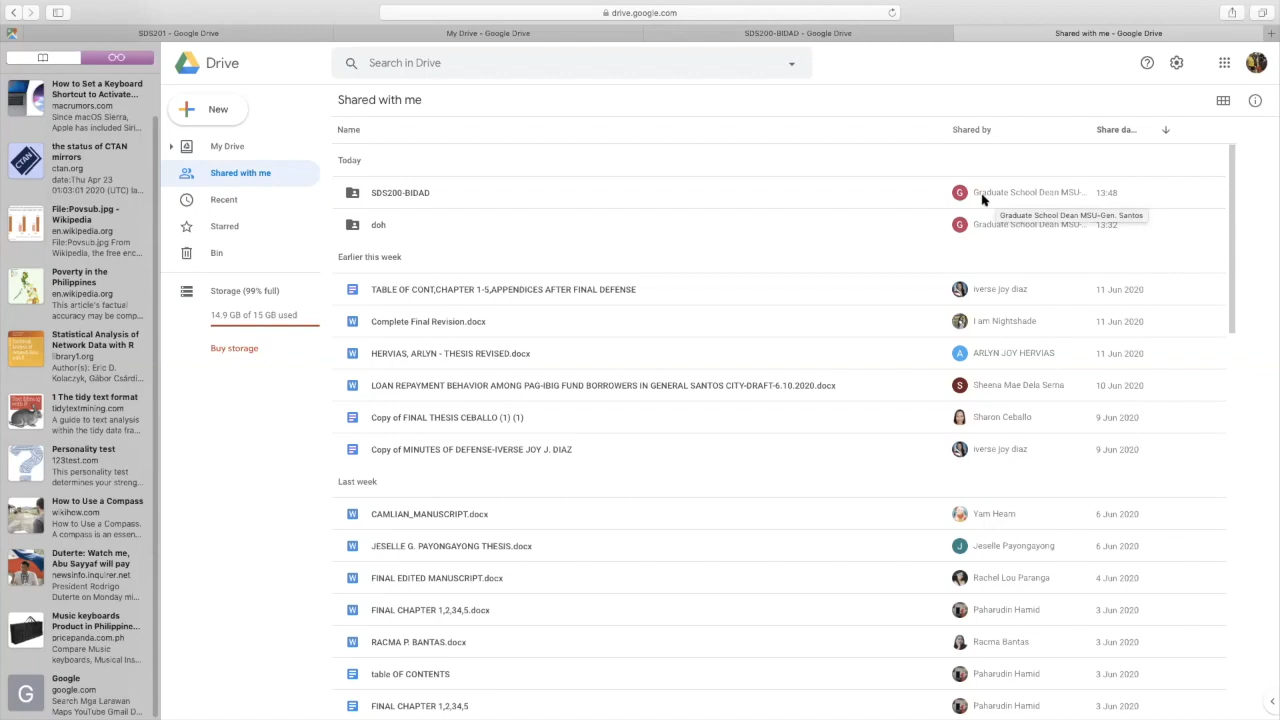 drive.google.com
SDS201 - Google Drive
My Drive - Google Drive
SDS200-BIDAD - Google Drive
Shared with me - Google Drive
How to Set a Keyboard
Shortcut to Activate...
macrumors.com
Since macOS Sierra,
Apple has included Siri...
the status of CTAN
mirrors
ctan.org
date:Thu Apr 23
01:03:01 2020 (UTC) la...
File:Povsub.jpg -
Wikipedia
en.wikipedia.org
File:Povsub.jpg From
Wikipedia, the free enc...
Poverty in the
Philippines
en.wikipedia.org
This article's factual
accuracy may be comp...
Statistical Analysis of
Network Data with R
library1.org
Author(s): Eric D.
Kolaczyk, Gábor Csárdi...
1 The tidy text format
tidytextmining.com
A guide to text analysis
within the tidy data fra...
Personality test
123test.com
This personality test
determines your streng...
How to Use a Compass
wikihow.com
How to Use a Compass.
A compass is an essen...
Duterte: Watch me,
Abu Sayyaf will pay
newsinfo.inquirer.net
President Rodrigo
Duterte on Monday mi...
Music keyboards
Product in Philippine...
pricepanda.com.ph
Compare Music
keyboards, Musical Ins...
G
Google
google.com
Search Mga Larawan
Maps YouTube Gmail D...
Drive
Search in Drive
New
My Drive
Shared with me
Recent
Starred
Bin
Storage (99% full)
14.9 GB of 15 GB used
Buy storage
Shared with me
Name Shared by Share da...
Today
SDS200-BIDAD G Graduate School Dean MSU-... 13:48
Graduate School Dean MSU-Gen. Santos
doh G Graduate School Dean MSU-... 13:32
Earlier this week
TABLE OF CONT,CHAPTER 1-5,APPENDICES AFTER FINAL DEFENSE iverse joy diaz 11 Jun 2020
W Complete Final Revision.docx I am Nightshade 11 Jun 2020
W HERVIAS, ARLYN - THESIS REVISED.docx A ARLYN JOY HERVIAS 11 Jun 2020
W LOAN REPAYMENT BEHAVIOR AMONG PAG-IBIG FUND BORROWERS IN GENERAL SANTOS CITY-DRAFT-6.10.2020.docx S Sheena Mae Dela Serna 10 Jun 2020
Copy of FINAL THESIS CEBALLO (1) (1) Sharon Ceballo 9 Jun 2020
Copy of MINUTES OF DEFENSE-IVERSE JOY J. DIAZ iverse joy diaz 9 Jun 2020
Last week
W CAMLIAN_MANUSCRIPT.docx Yam Heam 6 Jun 2020
W JESELLE G. PAYONGAYONG THESIS.docx J Jeselle Payongayong 6 Jun 2020
W FINAL EDITED MANUSCRIPT.docx Rachel Lou Paranga 4 Jun 2020
W FINAL CHAPTER 1,2,34,5.docx Paharudin Hamid 3 Jun 2020
W RACMA P. BANTAS.docx Racma Bantas 3 Jun 2020
table OF CONTENTS Paharudin Hamid 3 Jun 2020
FINAL CHAPTER 1,2,34,5 Paharudin Hamid 3 Jun 2020